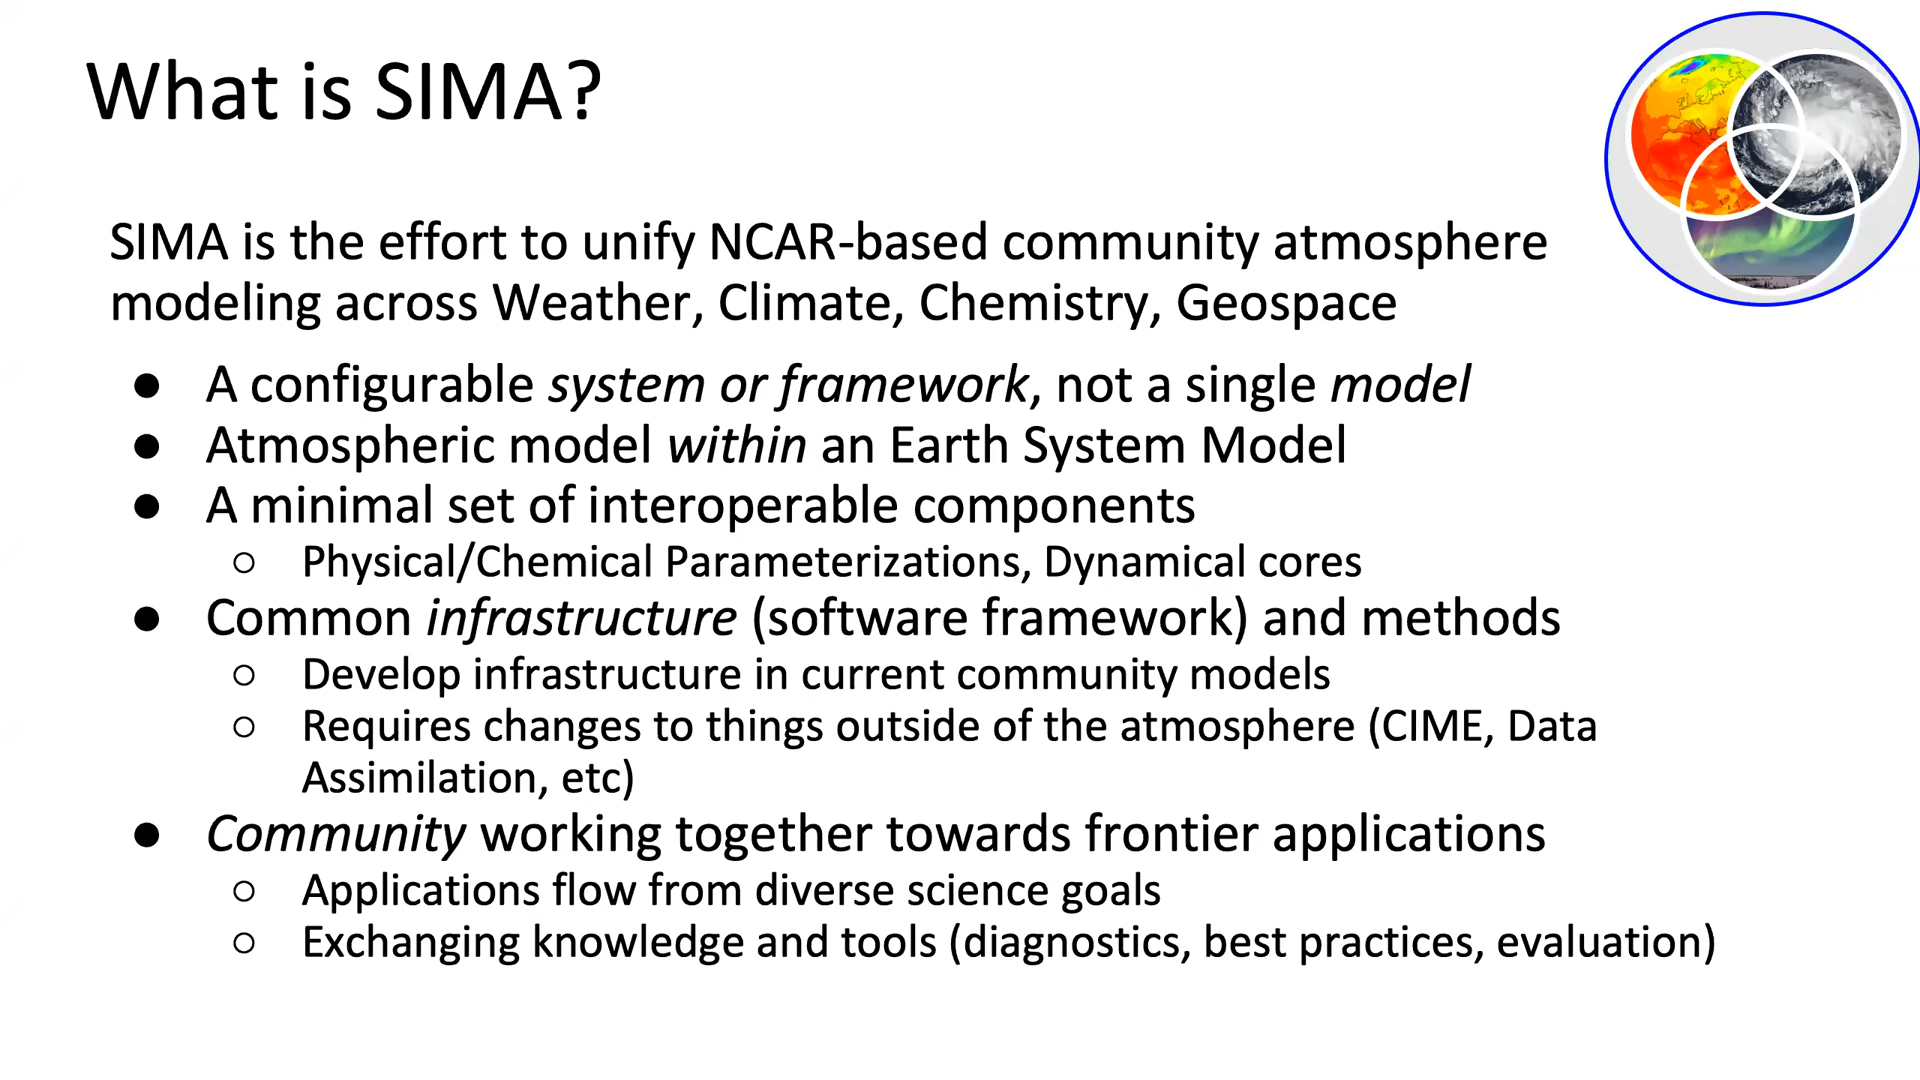 What is SIMA?
SIMA is the effort to unify NCAR-based community atmosphere
modeling across Weather, Climate, Chemistry, Geospace
● A configurable system or framework, not a single model
● Atmospheric model within an Earth System Model
● A minimal set of interoperable components
○ Physical/Chemical Parameterizations, Dynamical cores
● Common infrastructure (software framework) and methods
○ Develop infrastructure in current community models
○ Requires changes to things outside of the atmosphere (CIME, Data
Assimilation, etc)
● Community working together towards frontier applications
○ Applications flow from diverse science goals
○ Exchanging knowledge and tools (diagnostics, best practices, evaluation)